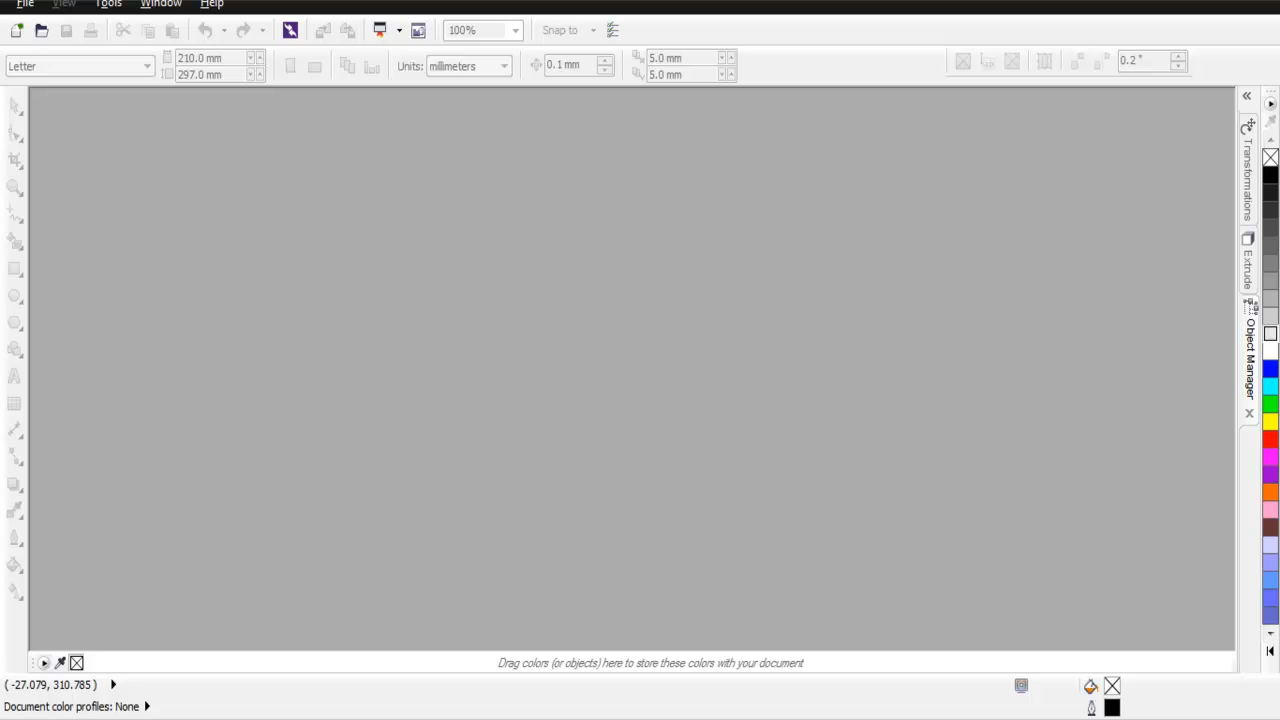 File View Tools Window Help
100% Snap to
Letter 210.0 mm 297.0 mm Units: millimeters 0.1 mm 5.0 mm 5.0 mm 0.2 °
Transformations
Extrude
Object Manager
Drag colors (or objects) here to store these colors with your document
( -27.079, 310.785 )
Document color profiles: None